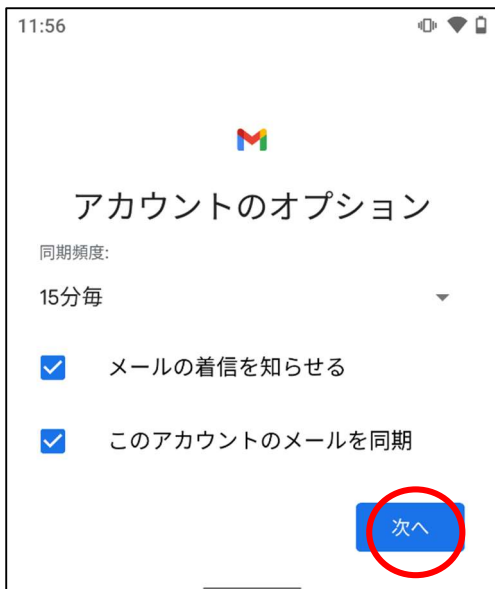 11:56
アカウントのオプション
同期頻度:
15分毎
メールの着信を知らせる
このアカウントのメールを同期
次へ